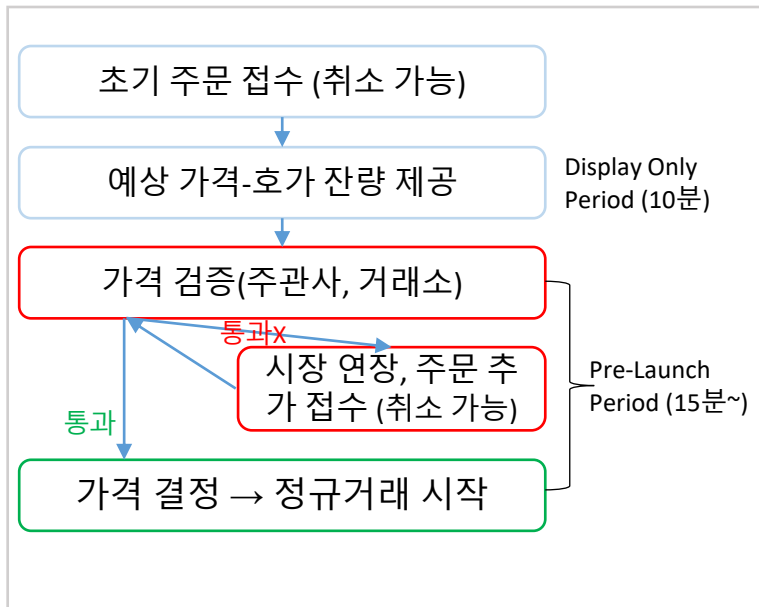 초기 주문 접수 (취소 가능)
예상 가격-호가 잔량 제공
Display Only
Period (10분)
가격 검증(주관사, 거래소)
통과X
시장 연장, 주문 추
가 접수 (취소 가능)
Pre-Launch
Period (15분~)
통과
가격 결정 → 정규거래 시작